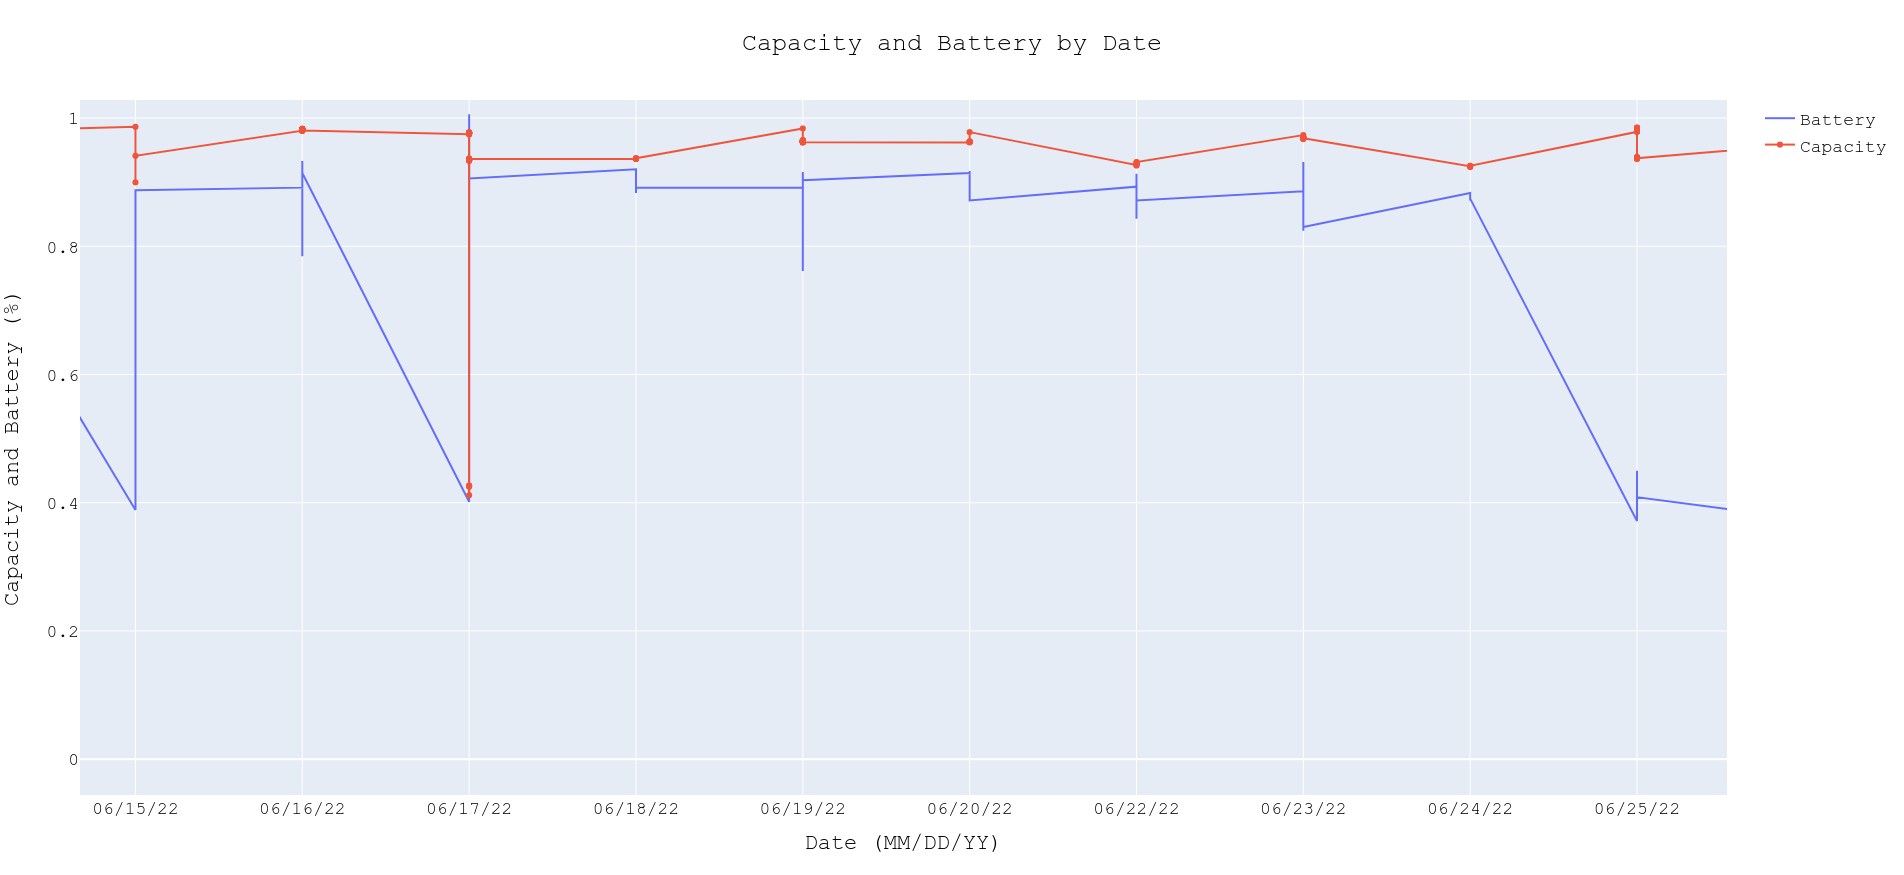 Capacity and Battery by Date
Battery
Capacity
Capacity and Battery (%)
1
0.8
0.6
0.4
0.2
0
06/15/22 06/16/22 06/17/22 06/18/22 06/19/22 06/20/22 06/22/22 06/23/22 06/24/22 06/25/22
Date (MM/DD/YY)